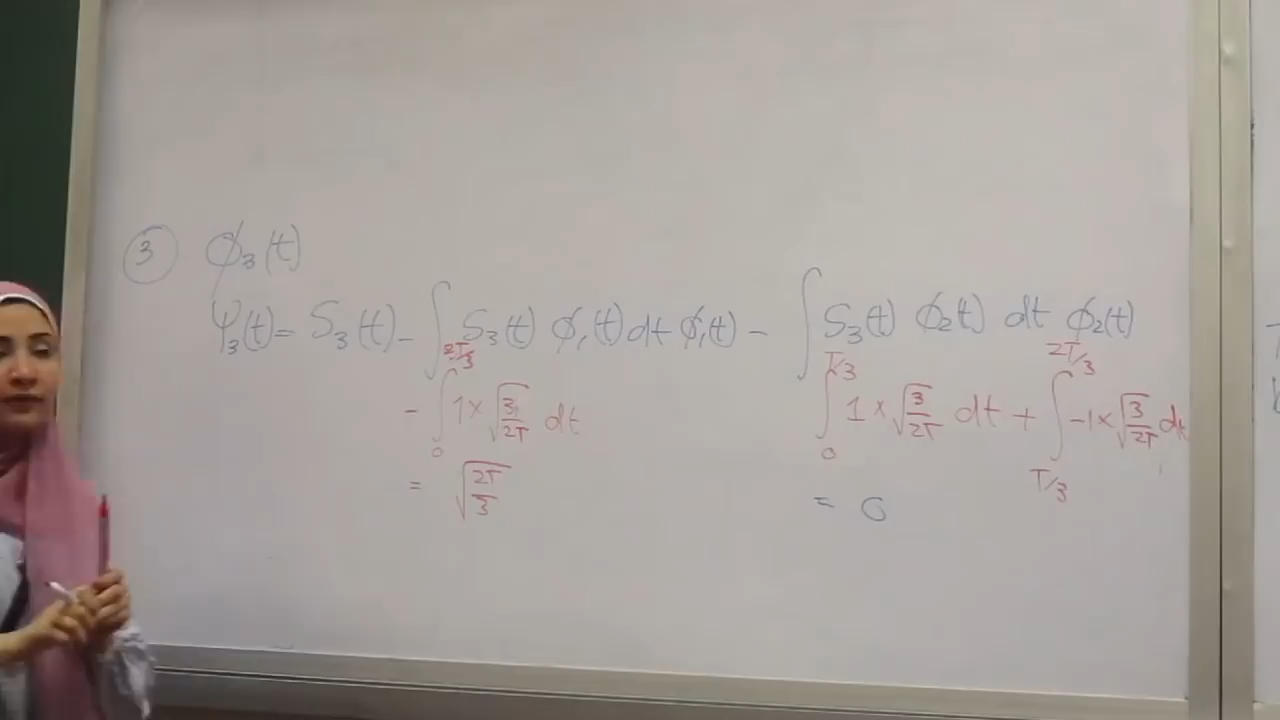 3 ϕ₃(t)
Ψ₃(t) = S₃(t) - ∫ S₃(t) ϕ₁(t) dt ϕ₁(t) - ∫ S₃(t) ϕ₂(t) dt ϕ₂(t)
- ∫₀^{2T/3} 1 × √(3/2T) dt ∫₀^{T/3} 1 × √(3/2T) dt + ∫_{T/3}^{2T/3} -1 × √(3/2T) dt
= √(2T/3) = 0